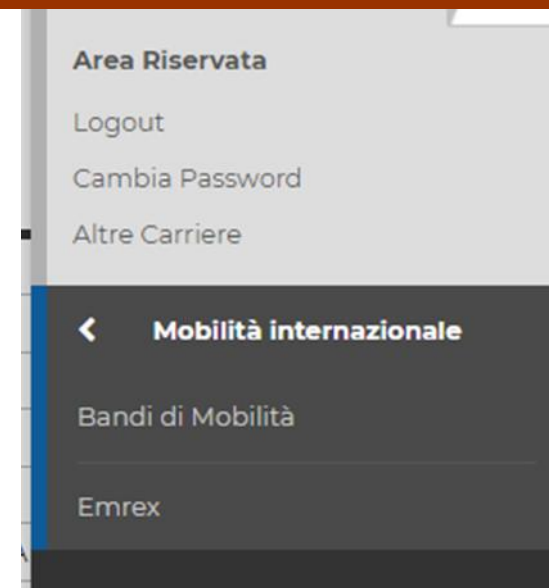 Area Riservata
Logout
Cambia Password
Altre Carriere
Mobilità internazionale
Bandi di Mobilità
Emrex